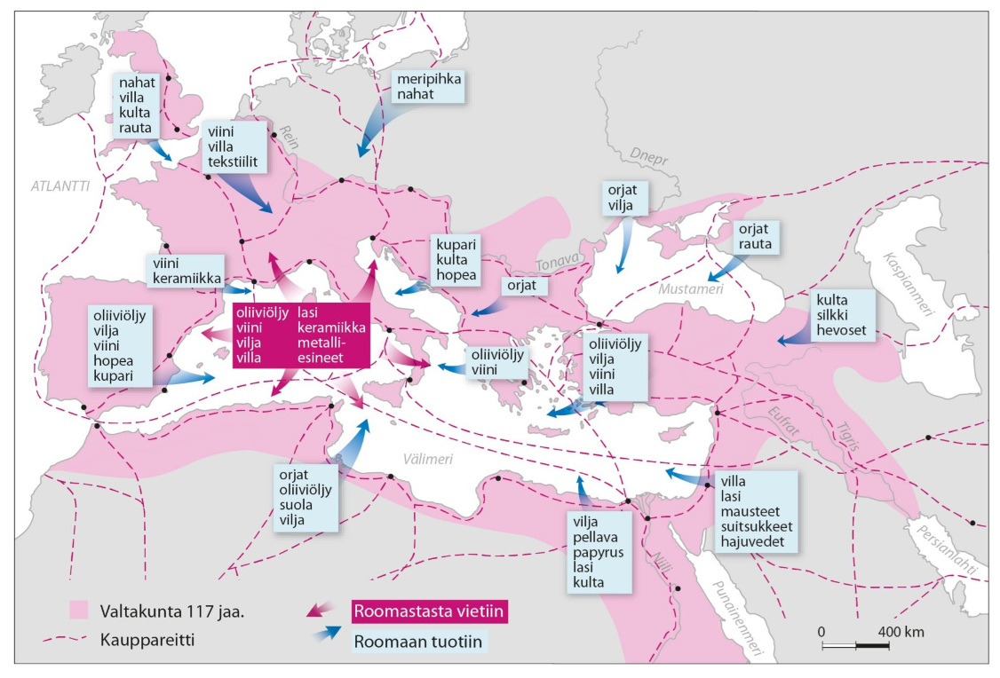 nahat
villa
kulta
rauta
viini
villa
tekstiilit
Rein
meripihka
nahat
Dnepr
ATLANTTI
orjat
vilja
orjat
rauta
kupari
kulta
hopea
Tonava
Mustameri
Kaspianmeri
viini
keramiikka
orjat
kulta
silkki
hevoset
oliiviöljy
vilja
viini
hopea
kupari
oliiviöljy lasi
viini keramiikka
vilja metalli-
villa esineet
oliiviöljy
viini
oliiviöljy
vilja
viini
villa
Eufrat
Tigris
Välimeri
orjat
oliiviöljy
suola
vilja
villa
lasi
mausteet
suitsukkeet
hajuvedet
vilja
pellava
papyrus
lasi
kulta
Niili
Punainenmeri
Persianlahti
Valtakunta 117 jaa.
Kauppareitti
Roomastasta vietiin
Roomaan tuotiin
0 400 km